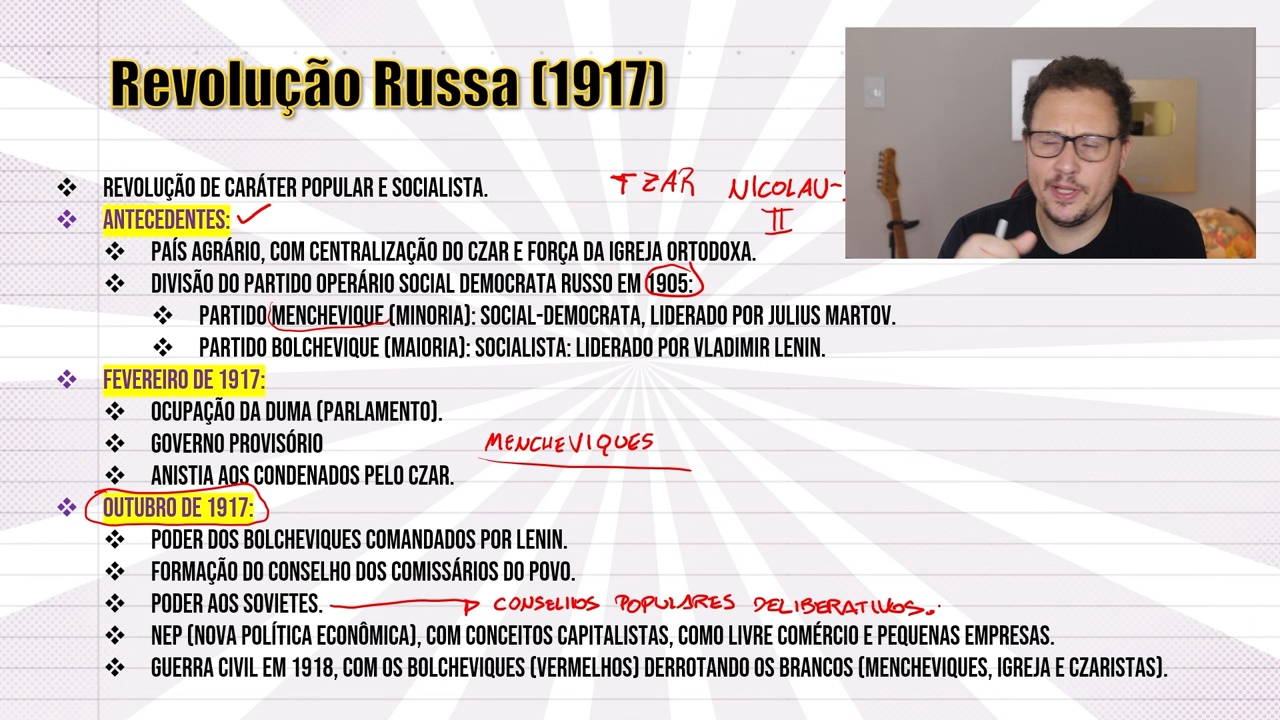 Revolução Russa (1917)
REVOLUÇÃO DE CARÁTER POPULAR E SOCIALISTA.
TZAR NICOLAU-
II
ANTECEDENTES:
PAÍS AGRÁRIO, COM CENTRALIZAÇÃO DO CZAR E FORÇA DA IGREJA ORTODOXA.
DIVISÃO DO PARTIDO OPERÁRIO SOCIAL DEMOCRATA RUSSO EM 1905:
PARTIDO MENCHEVIQUE (MINORIA): SOCIAL-DEMOCRATA, LIDERADO POR JULIUS MARTOV.
PARTIDO BOLCHEVIQUE (MAIORIA): SOCIALISTA: LIDERADO POR VLADIMIR LENIN.
FEVEREIRO DE 1917:
OCUPAÇÃO DA DUMA (PARLAMENTO).
GOVERNO PROVISÓRIO MENCHEVIQUES
ANISTIA AOS CONDENADOS PELO CZAR.
OUTUBRO DE 1917:
PODER DOS BOLCHEVIQUES COMANDADOS POR LENIN.
FORMAÇÃO DO CONSELHO DOS COMISSÁRIOS DO POVO.
PODER AOS SOVIETES. CONSELHOS POPULARES DELIBERATIVOS.
NEP (NOVA POLÍTICA ECONÔMICA), COM CONCEITOS CAPITALISTAS, COMO LIVRE COMÉRCIO E PEQUENAS EMPRESAS.
GUERRA CIVIL EM 1918, COM OS BOLCHEVIQUES (VERMELHOS) DERROTANDO OS BRANCOS (MENCHEVIQUES, IGREJA E CZARISTAS).